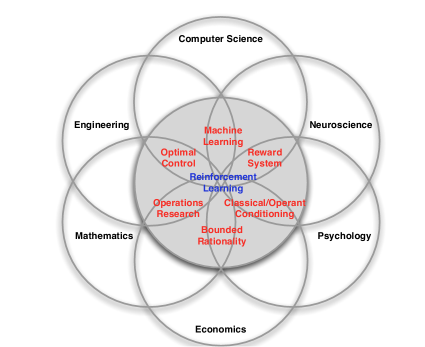 Computer Science
Engineering
Neuroscience
Machine
Learning
Optimal
Control
Reward
System
Reinforcement
Learning
Operations
Research
Classical/Operant
Conditioning
Bounded
Rationality
Mathematics
Psychology
Economics